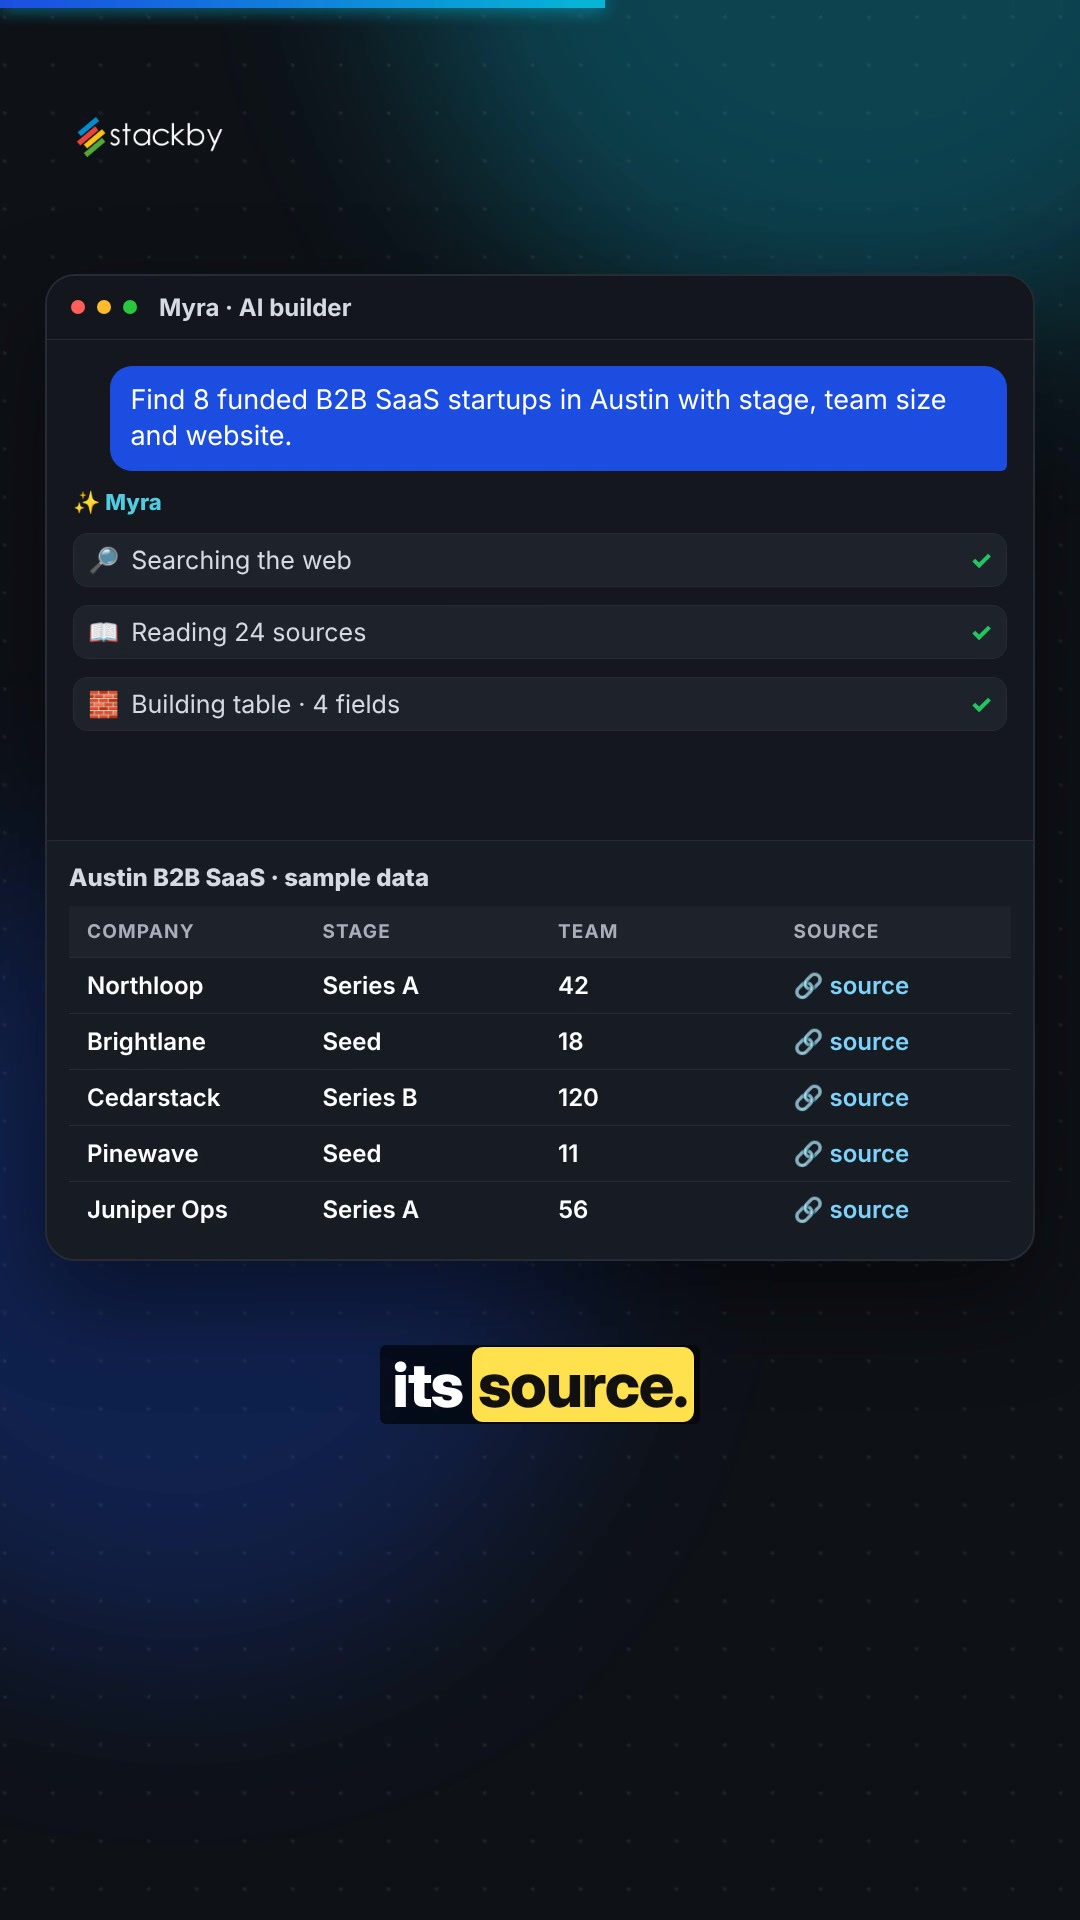 stackby
Myra · AI builder
Find 8 funded B2B SaaS startups in Austin with stage, team size
and website.
✨ Myra
🔎 Searching the web ✓
📖 Reading 24 sources ✓
🧱 Building table · 4 fields ✓
Austin B2B SaaS · sample data
COMPANY STAGE TEAM SOURCE
Northloop Series A 42 🔗 source
Brightlane Seed 18 🔗 source
Cedarstack Series B 120 🔗 source
Pinewave Seed 11 🔗 source
Juniper Ops Series A 56 🔗 source
its source.